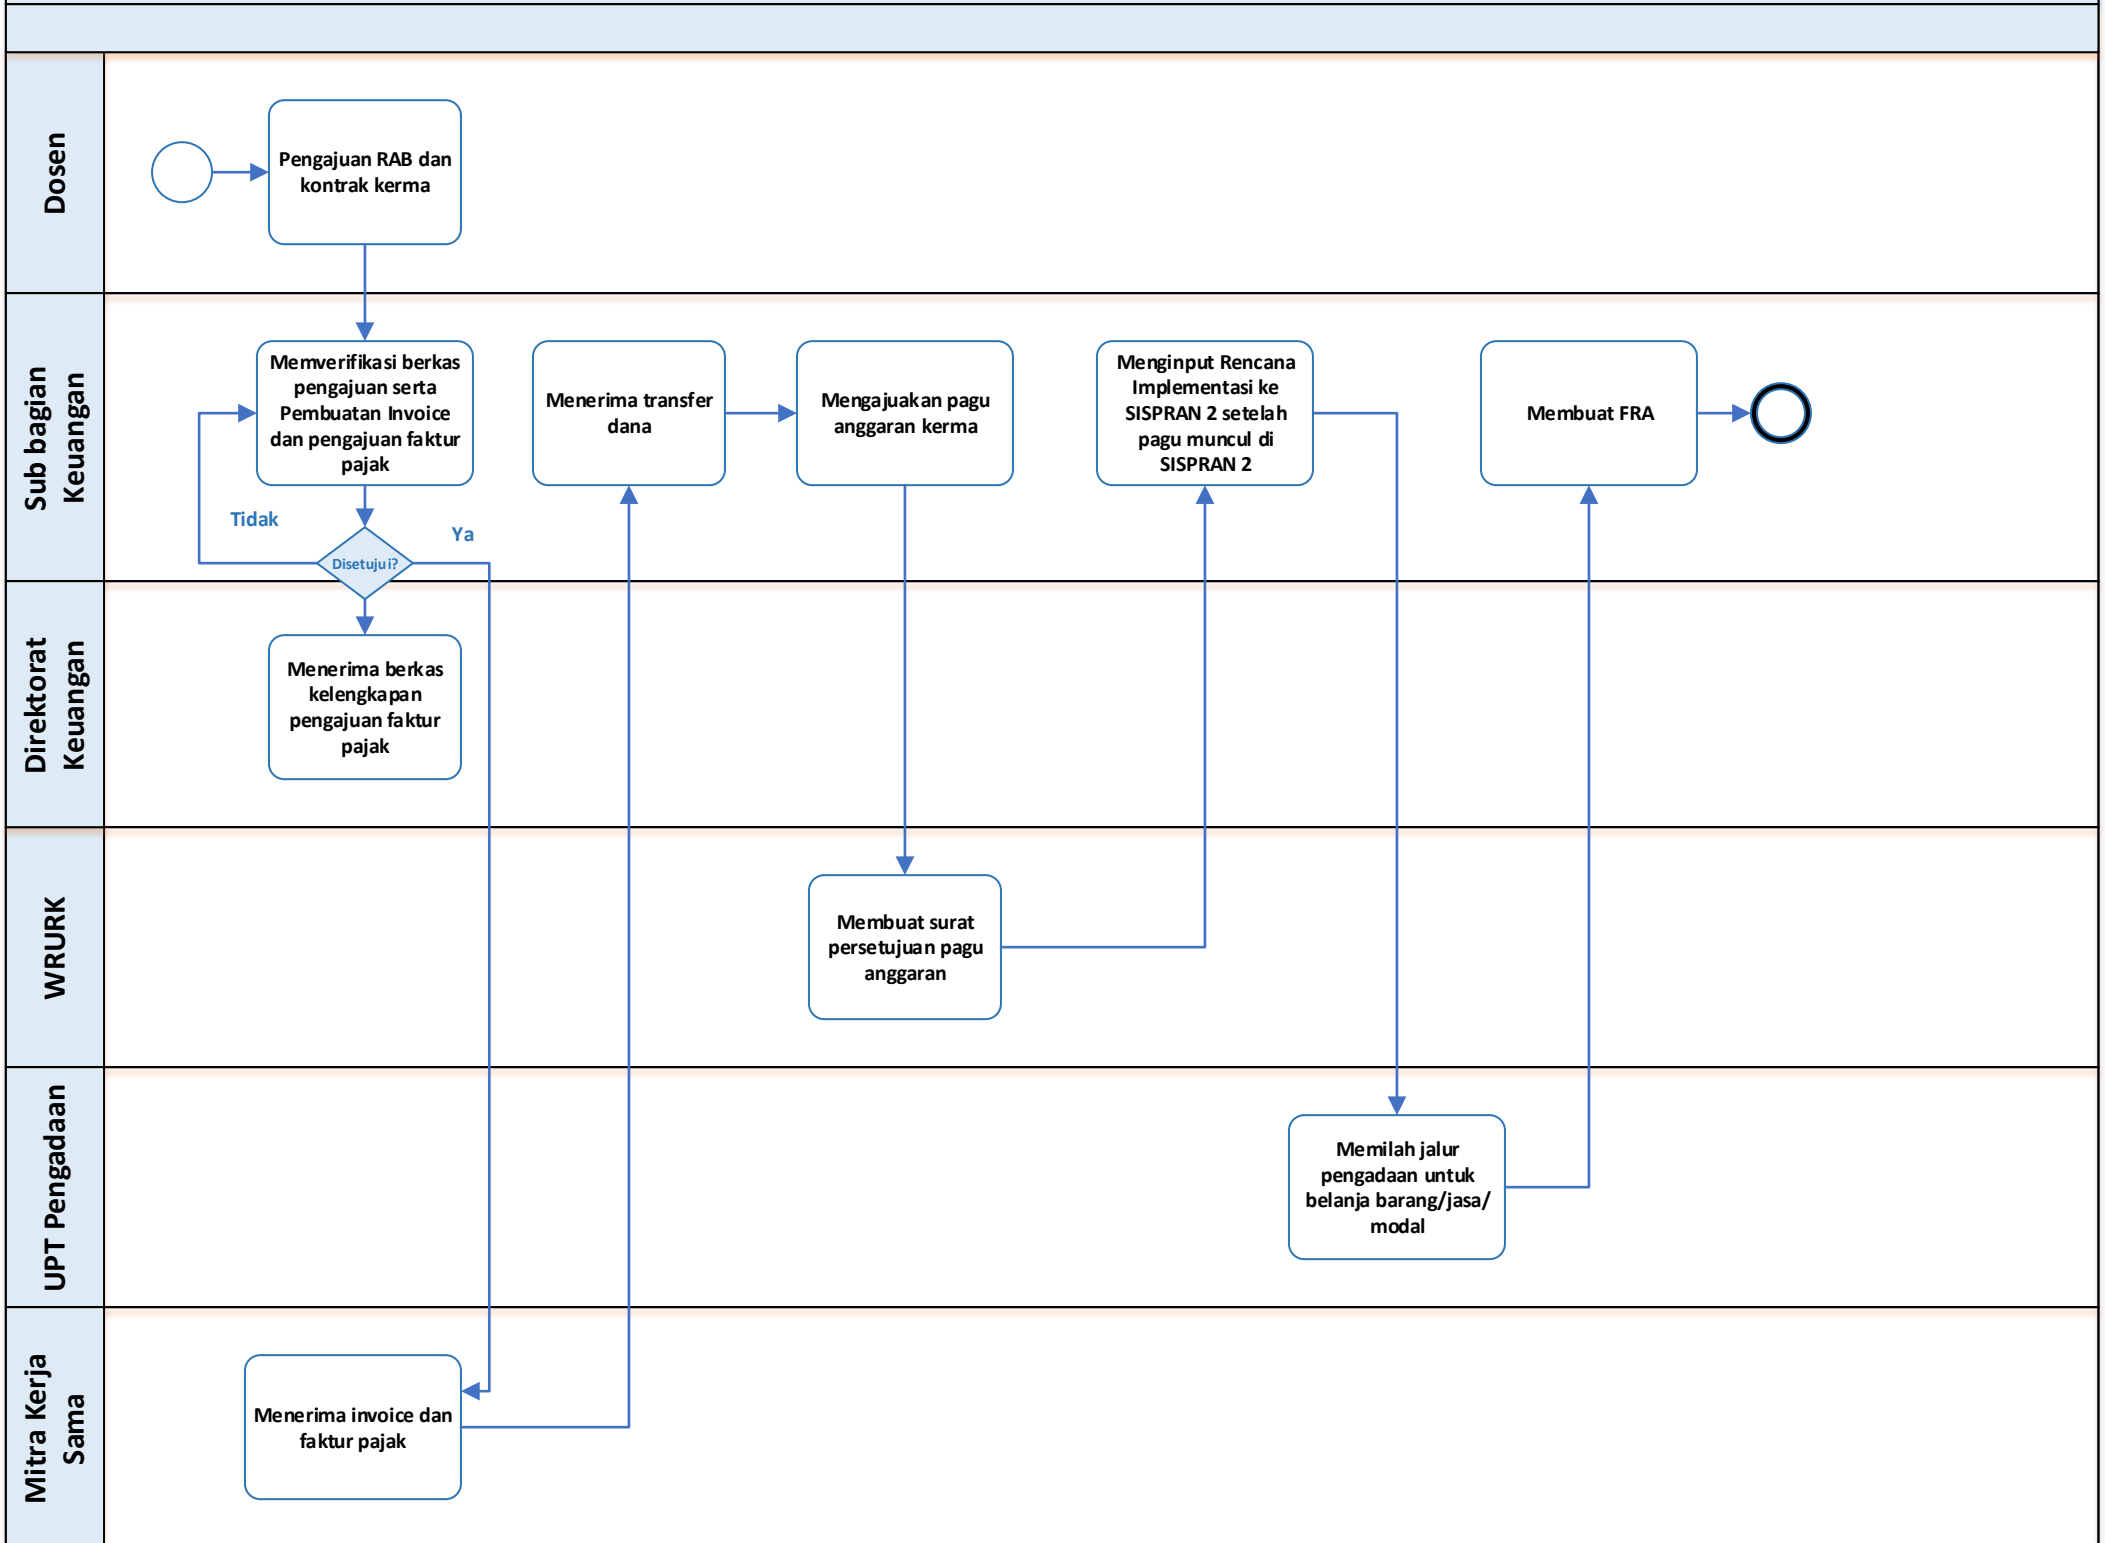 Dosen
Pengajuan RAB dan
kontrak kerma
Sub bagian
Keuangan
Memverifikasi berkas
pengajuan serta
Pembuatan Invoice
dan pengajuan faktur
pajak
Menerima transfer
dana
Mengajuakan pagu
anggaran kerma
Menginput Rencana
Implementasi ke
SISPRAN 2 setelah
pagu muncul di
SISPRAN 2
Membuat FRA
Tidak
Ya
Disetujui?
Direktorat
Keuangan
Menerima berkas
kelengkapan
pengajuan faktur
pajak
WRURK
Membuat surat
persetujuan pagu
anggaran
UPT Pengadaan
Memilah jalur
pengadaan untuk
belanja barang/jasa/
modal
Mitra Kerja
Sama
Menerima invoice dan
faktur pajak